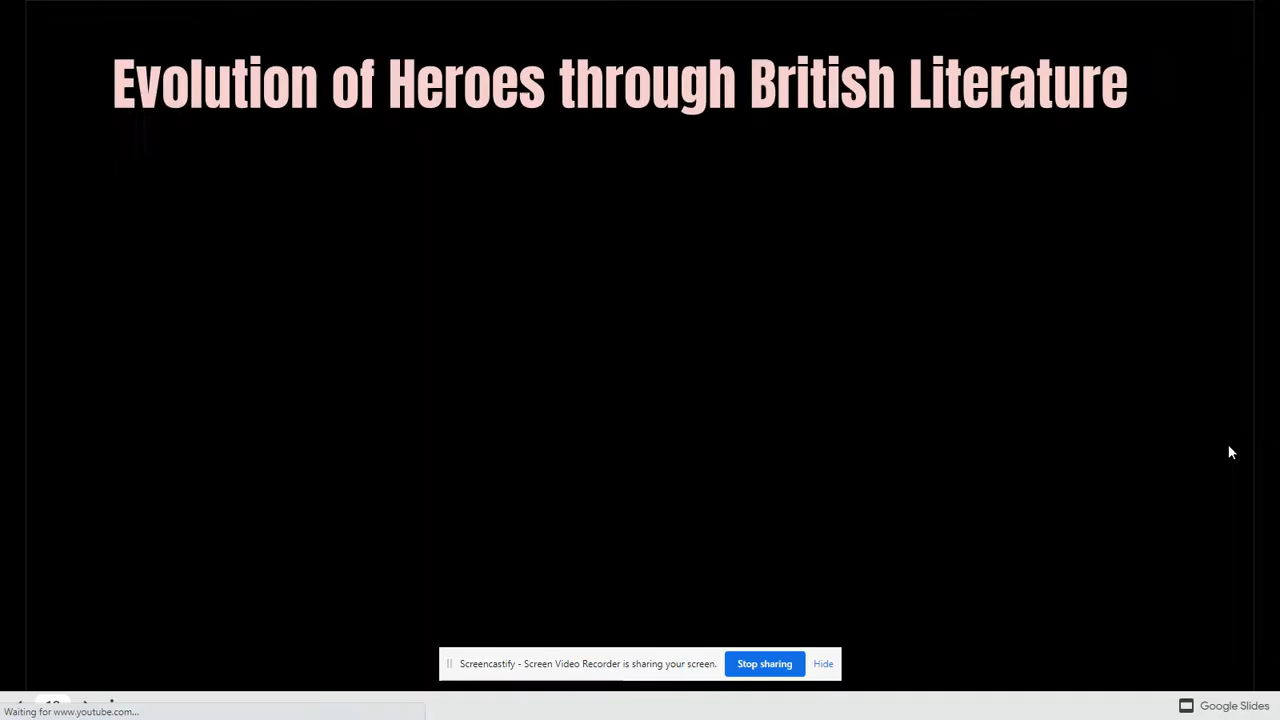 Evolution of Heroes through British Literature
Screencastify - Screen Video Recorder is sharing your screen.
Stop sharing
Hide
Google Slides
Waiting for www.youtube.com...